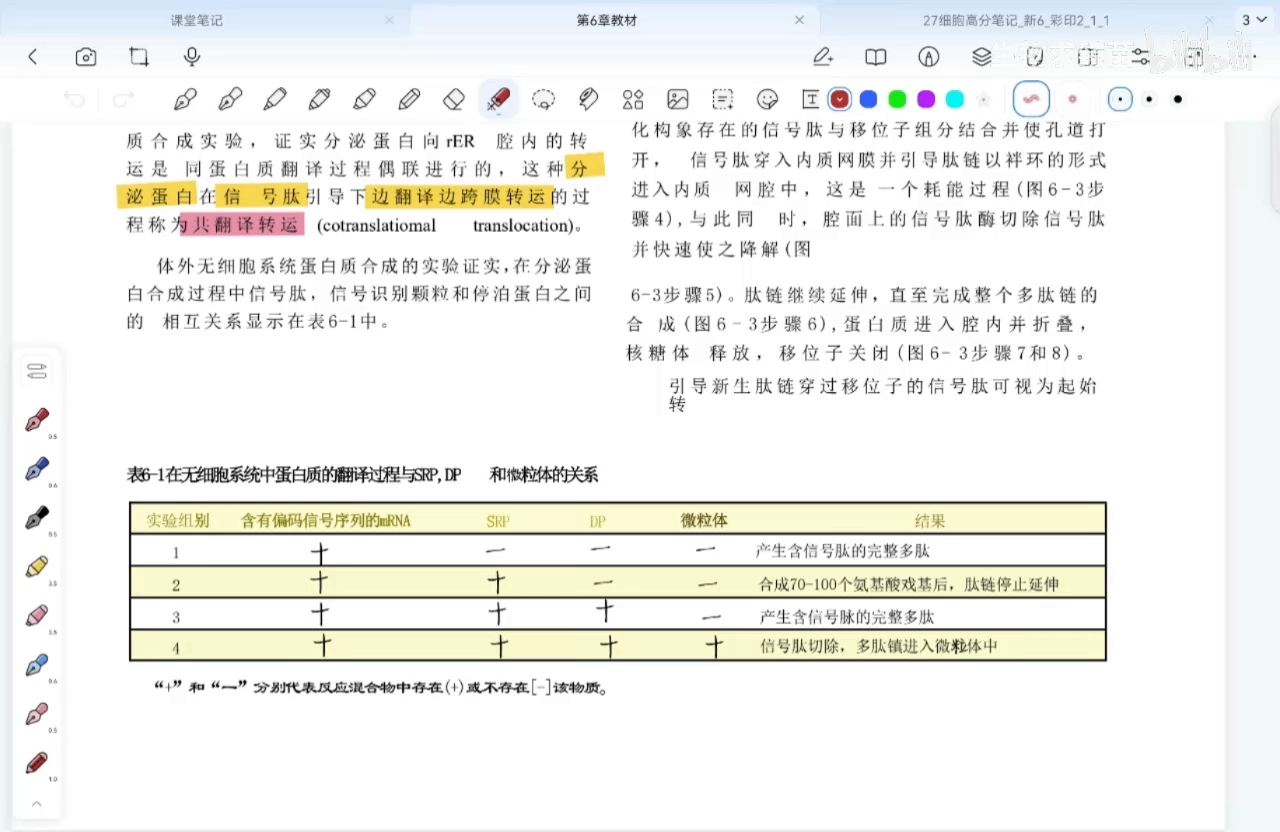 课堂笔记
第6章教材
27细胞高分笔记_新6_彩印2_1_1
3
质合成实验，证实分泌蛋白向rER 腔内的转
运是 同蛋白质翻译过程偶联进行的，这种分
泌蛋白在信 号肽引导下边翻译边跨膜转运的过
程称为共翻译转运 (cotranslatiomal translocation)。
体外无细胞系统蛋白质合成的实验证实,在分泌蛋
白合成过程中信号肽，信号识别颗粒和停泊蛋白之间
的 相互关系显示在表6-1中。
化构象存在的信号肽与移位子组分结合并使孔道打
开， 信号肽穿入内质网膜并引导肽链以袢环的形式
进入内质 网腔中，这是一个耗能过程(图6-3步
骤4),与此同 时，腔面上的信号肽酶切除信号肽
并快速使之降解(图
6-3步骤5)。肽链继续延伸，直至完成整个多肽链的
合 成(图6-3步骤6),蛋白质进入腔内并折叠，
核糖体 释放，移位子关闭(图6-3步骤7和8)。
引导新生肽链穿过移位子的信号肽可视为起始
转
表6-1在无细胞系统中蛋白质的翻译过程与SRP,DP 和微粒体的关系
实验组别 含有偏码信号序列的mRNA SRP DP 微粒体 结果
1 + — — — 产生含信号肽的完整多肽
2 + + — — 合成70-100个氨基酸戏基后，肽链停止延伸
3 + + + — 产生含信号脉的完整多肽
4 + + + + 信号肽切除，多肽镇进入微粒体中
“+”和“一”分别代表反应混合物中存在(+)或不存在[-]该物质。
0.5
0.6
0.5
3.5
3.5
0.6
0.5
1.0